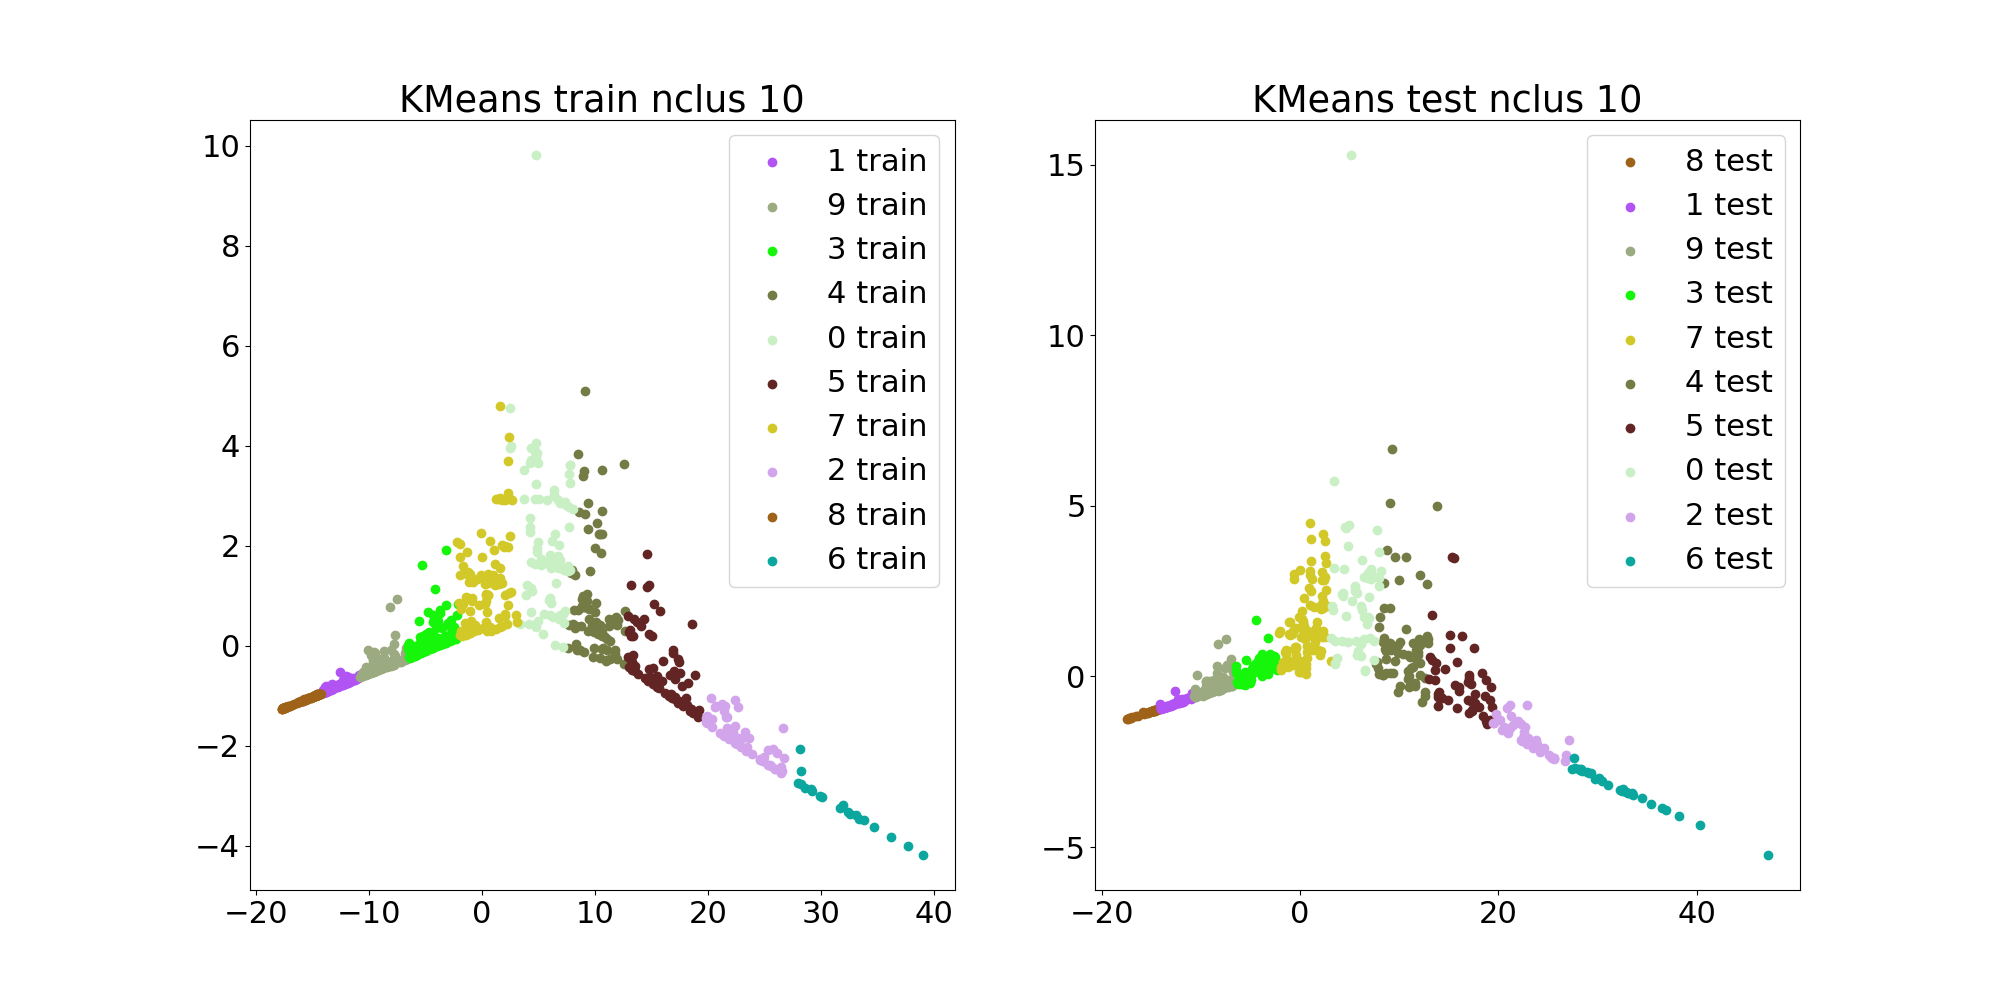 KMeans train nclus 10
10
8
6
4
2
0
−2
−4
−20
−10
0
10
20
30
40
1 train
9 train
3 train
4 train
0 train
5 train
7 train
2 train
8 train
6 train
KMeans test nclus 10
15
10
5
0
−5
−20
0
20
40
8 test
1 test
9 test
3 test
7 test
4 test
5 test
0 test
2 test
6 test